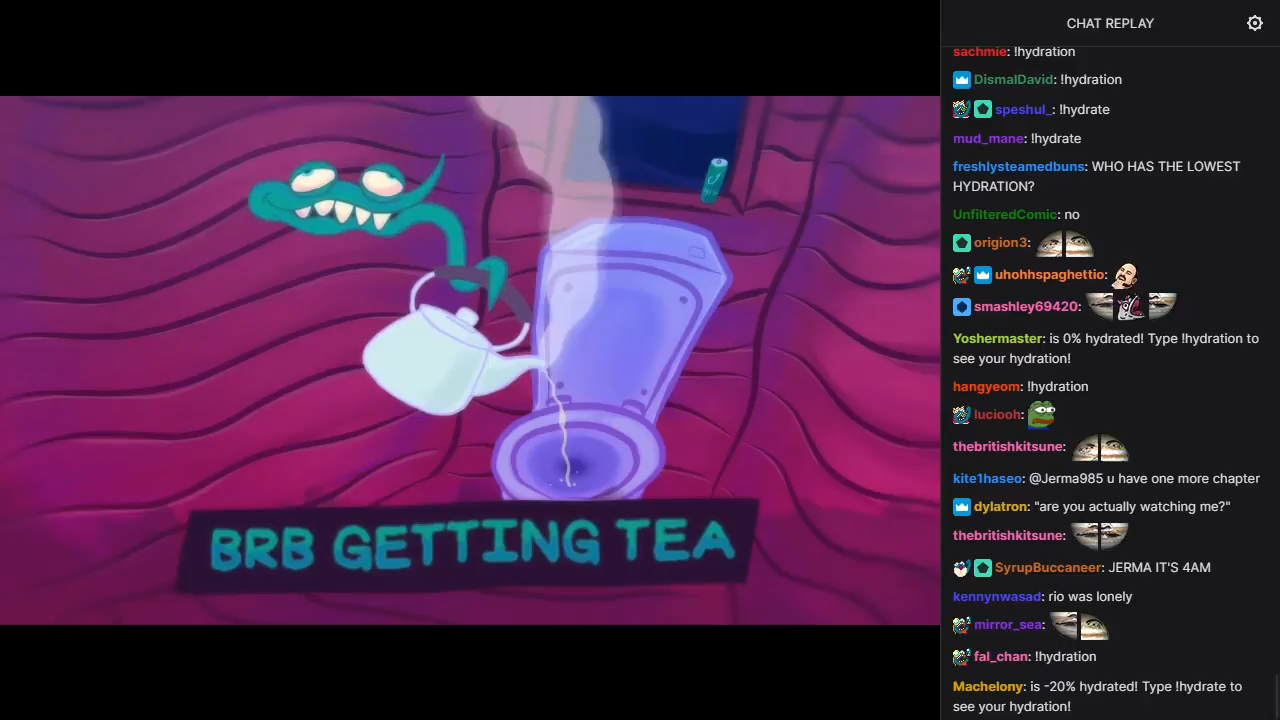 CHAT REPLAY
sachmie: !hydration
DismalDavid: !hydration
speshul_: !hydrate
mud_mane: !hydrate
freshlysteamedbuns: WHO HAS THE LOWEST
HYDRATION?
UnfilteredComic: no
origion3:
uhohhspaghettio:
smashley69420:
Yoshermaster: is 0% hydrated! Type !hydration to
see your hydration!
hangyeom: !hydration
luciooh:
thebritishkitsune:
kite1haseo: @Jerma985 u have one more chapter
dylatron: "are you actually watching me?"
thebritishkitsune:
SyrupBuccaneer: JERMA IT'S 4AM
kennynwasad: rio was lonely
mirror_sea:
fal_chan: !hydration
Machelony: is -20% hydrated! Type !hydrate to
see your hydration!
BRB GETTING TEA